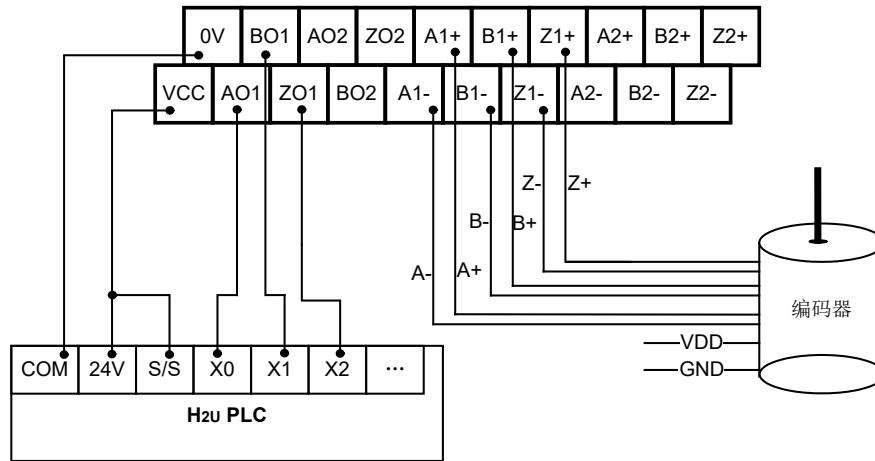 0V BO1 AO2 ZO2 A1+ B1+ Z1+ A2+ B2+ Z2+
VCC AO1 ZO1 BO2 A1- B1- Z1- A2- B2- Z2-
Z- Z+
B- B+
A- A+
编码器
VDD
GND
COM 24V S/S X0 X1 X2 ···
H2U PLC